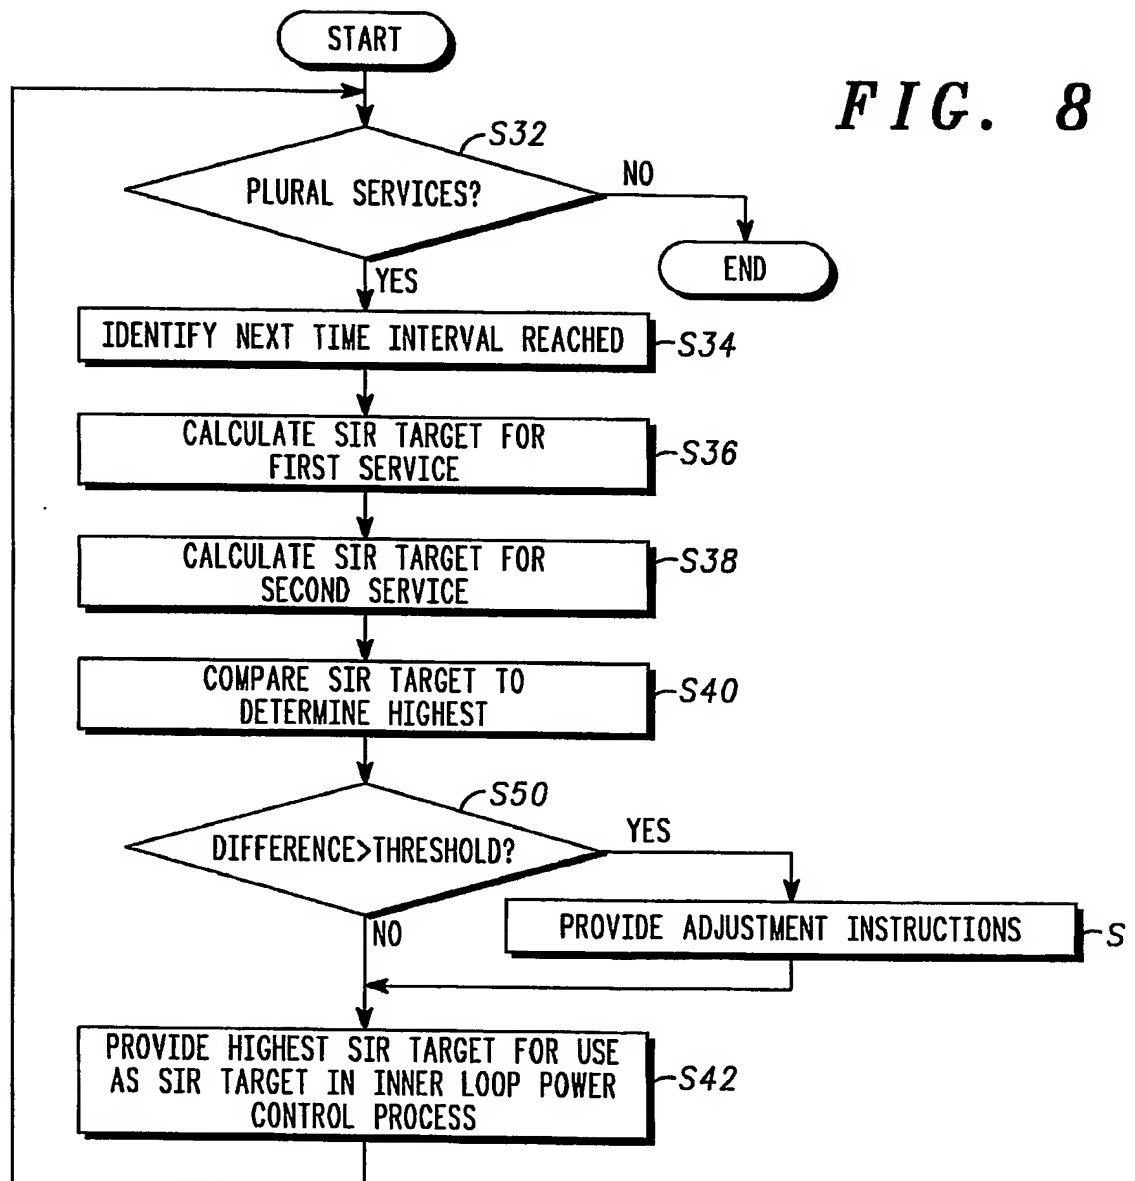 START
FIG. 8
S32
PLURAL SERVICES?
NO
END
YES
IDENTIFY NEXT TIME INTERVAL REACHED
S34
CALCULATE SIR TARGET FOR
FIRST SERVICE
S36
CALCULATE SIR TARGET FOR
SECOND SERVICE
S38
COMPARE SIR TARGET TO
DETERMINE HIGHEST
S40
S50
DIFFERENCE>THRESHOLD?
YES
NO
PROVIDE ADJUSTMENT INSTRUCTIONS
S
PROVIDE HIGHEST SIR TARGET FOR USE
AS SIR TARGET IN INNER LOOP POWER
CONTROL PROCESS
S42